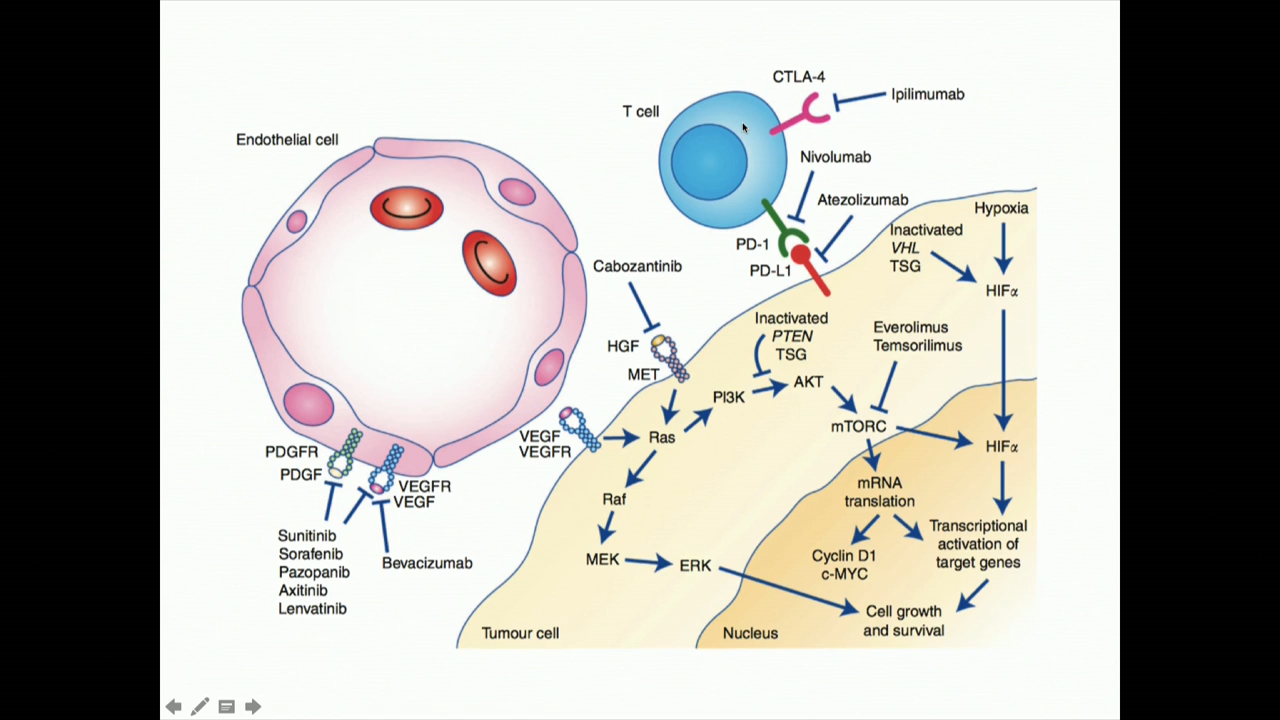 CTLA-4
Ipilimumab
T cell
Endothelial cell
Nivolumab
Atezolizumab
PD-1
PD-L1
Hypoxia
Inactivated
VHL
TSG
HIFα
Cabozantinib
HGF
MET
Inactivated
PTEN
TSG
Everolimus
Temsorilimus
PI3K
AKT
mTORC
VEGF
VEGFR
Ras
HIFα
PDGFR
PDGF
VEGFR
VEGF
Raf
mRNA
translation
Sunitinib
Sorafenib
Pazopanib
Axitinib
Lenvatinib
Bevacizumab
MEK
ERK
Cyclin D1
c-MYC
Transcriptional
activation of
target genes
Cell growth
and survival
Tumour cell
Nucleus